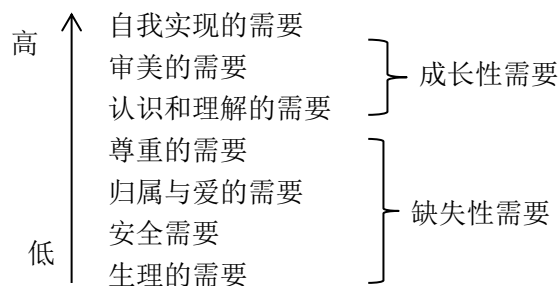 高
自我实现的需要
审美的需要
认识和理解的需要
成长性需要
尊重的需要
归属与爱的需要
安全需要
生理的需要
缺失性需要
低